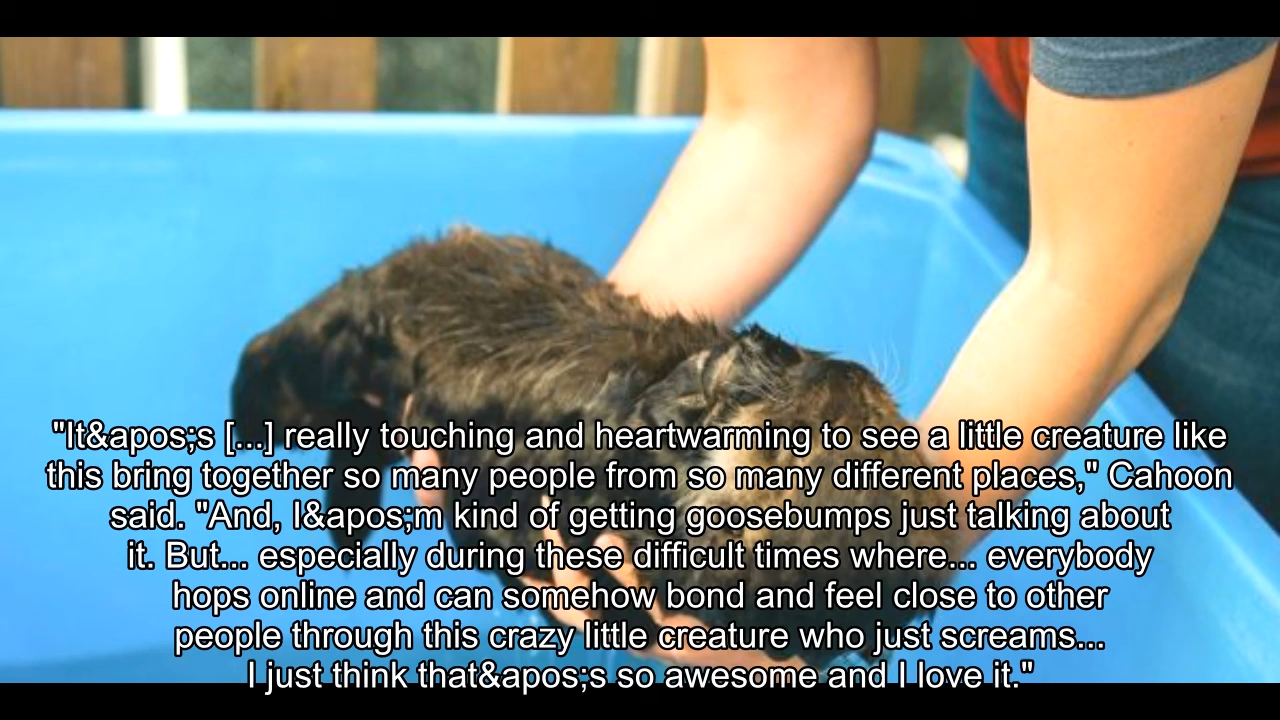 "It&apos;s [...] really touching and heartwarming to see a little creature like
this bring together so many people from so many different places," Cahoon
said. "And, I&apos;m kind of getting goosebumps just talking about
it. But... especially during these difficult times where... everybody
hops online and can somehow bond and feel close to other
people through this crazy little creature who just screams...
I just think that&apos;s so awesome and I love it."